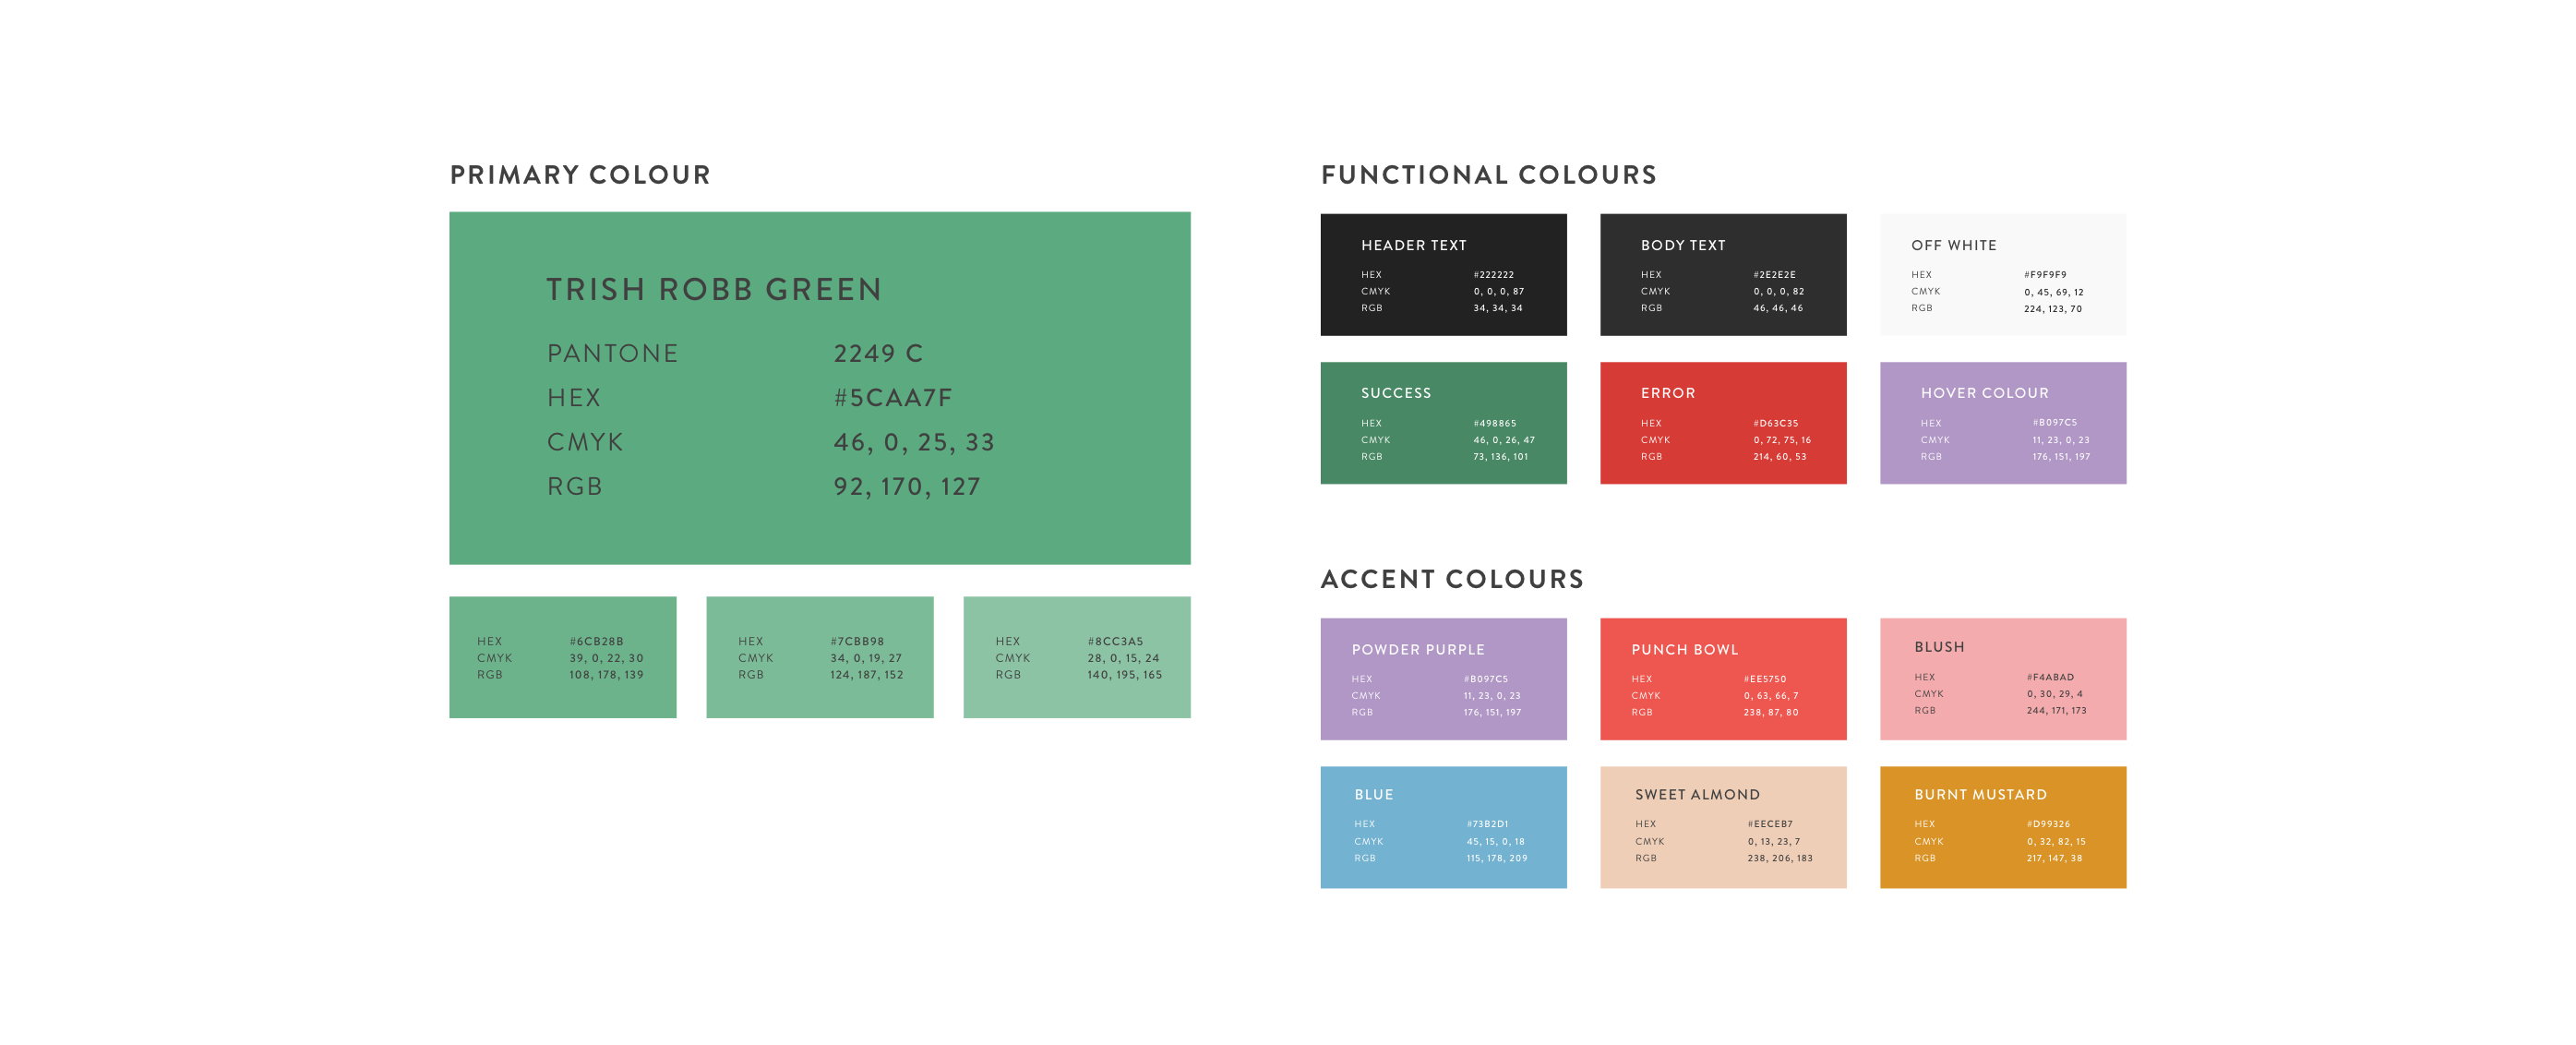 PRIMARY COLOUR
TRISH ROBB GREEN
PANTONE 2249 C
HEX #5CAA7F
CMYK 46, 0, 25, 33
RGB 92, 170, 127
HEX #6CB28B
CMYK 39, 0, 22, 30
RGB 108, 178, 139
HEX #7CBB98
CMYK 34, 0, 19, 27
RGB 124, 187, 152
HEX #8CC3A5
CMYK 28, 0, 15, 24
RGB 140, 195, 165
FUNCTIONAL COLOURS
HEADER TEXT
HEX #222222
CMYK 0, 0, 0, 87
RGB 34, 34, 34
BODY TEXT
HEX #2E2E2E
CMYK 0, 0, 0, 82
RGB 46, 46, 46
OFF WHITE
HEX #F9F9F9
CMYK 0, 45, 69, 12
RGB 224, 123, 70
SUCCESS
HEX #498865
CMYK 46, 0, 26, 47
RGB 73, 136, 101
ERROR
HEX #D63C35
CMYK 0, 72, 75, 16
RGB 214, 60, 53
HOVER COLOUR
HEX #B097C5
CMYK 11, 23, 0, 23
RGB 176, 151, 197
ACCENT COLOURS
POWDER PURPLE
HEX #B097C5
CMYK 11, 23, 0, 23
RGB 176, 151, 197
PUNCH BOWL
HEX #EE5750
CMYK 0, 63, 66, 7
RGB 238, 87, 80
BLUSH
HEX #F4ABAD
CMYK 0, 30, 29, 4
RGB 244, 171, 173
BLUE
HEX #73B2D1
CMYK 45, 15, 0, 18
RGB 115, 178, 209
SWEET ALMOND
HEX #EECEB7
CMYK 0, 13, 23, 7
RGB 238, 206, 183
BURNT MUSTARD
HEX #D99326
CMYK 0, 32, 82, 15
RGB 217, 147, 38